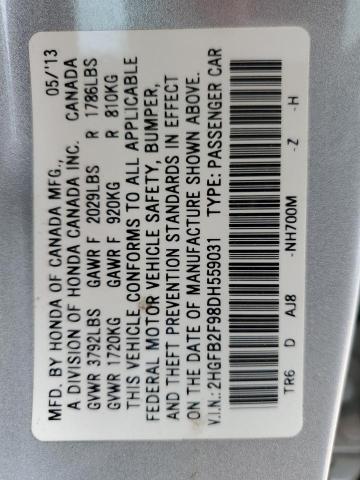 MFD. BY HONDA OF CANADA MFG., 05/'13
A DIVISION OF HONDA CANADA INC. CANADA
GVWR 3792LBS GAWR F 2029LBS R 1786LBS
GVWR 1720KG GAWR F 920KG R 810KG
THIS VEHICLE CONFORMS TO ALL APPLICABLE
FEDERAL MOTOR VEHICLE SAFETY, BUMPER,
AND THEFT PREVENTION STANDARDS IN EFFECT
ON THE DATE OF MANUFACTURE SHOWN ABOVE.
V.I.N.:2HGFB2F98DH559031 TYPE:PASSENGER CAR
TR6 D AJ8 -NH700M -Z -H